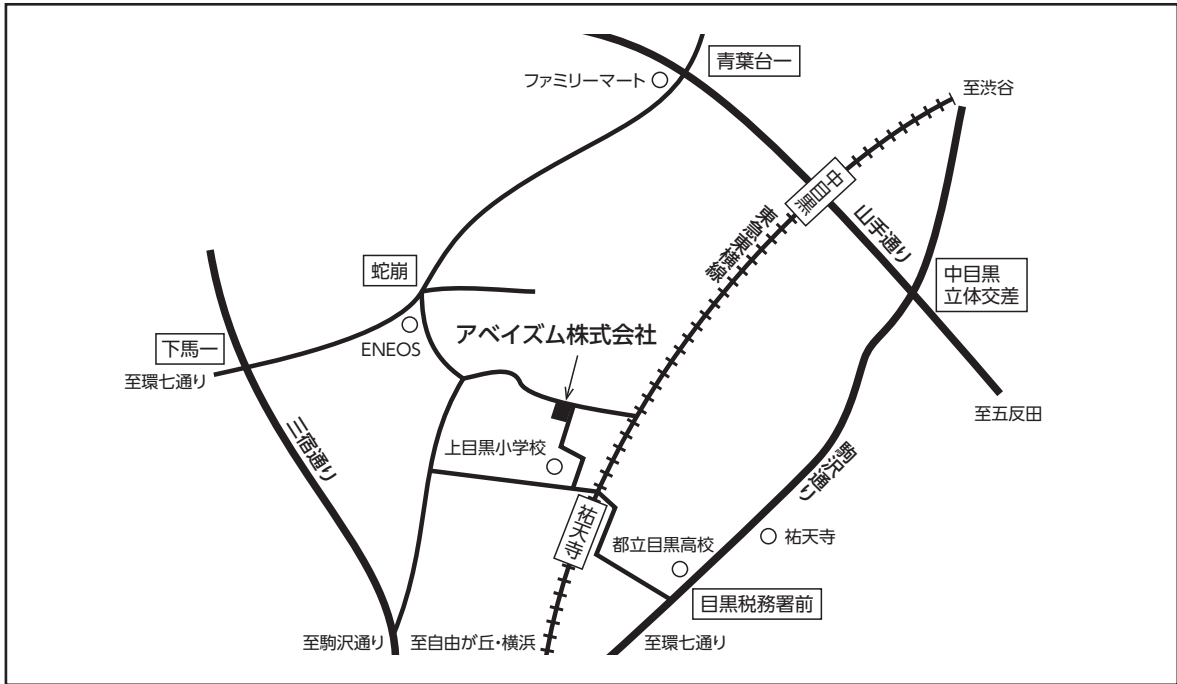 青葉台一
ファミリーマート
至渋谷
中目黒
山手通り
東急東横線
蛇崩
中目黒
立体交差
アベイズム株式会社
ENEOS
下馬一
至環七通り
至五反田
三宿通り
上目黒小学校
駒沢通り
祐天寺
都立目黒高校
祐天寺
目黒税務署前
至駒沢通り
至自由が丘・横浜
至環七通り